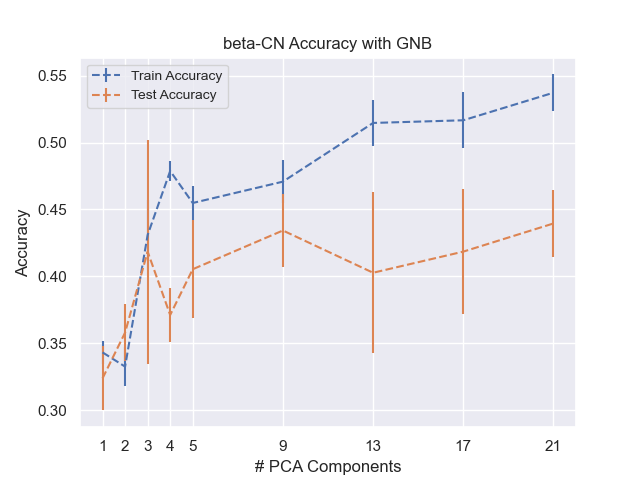 beta-CN Accuracy with GNB
Train Accuracy
Test Accuracy
0.55
0.50
0.45
0.40
0.35
0.30
Accuracy
1 2 3 4 5 9 13 17 21
# PCA Components